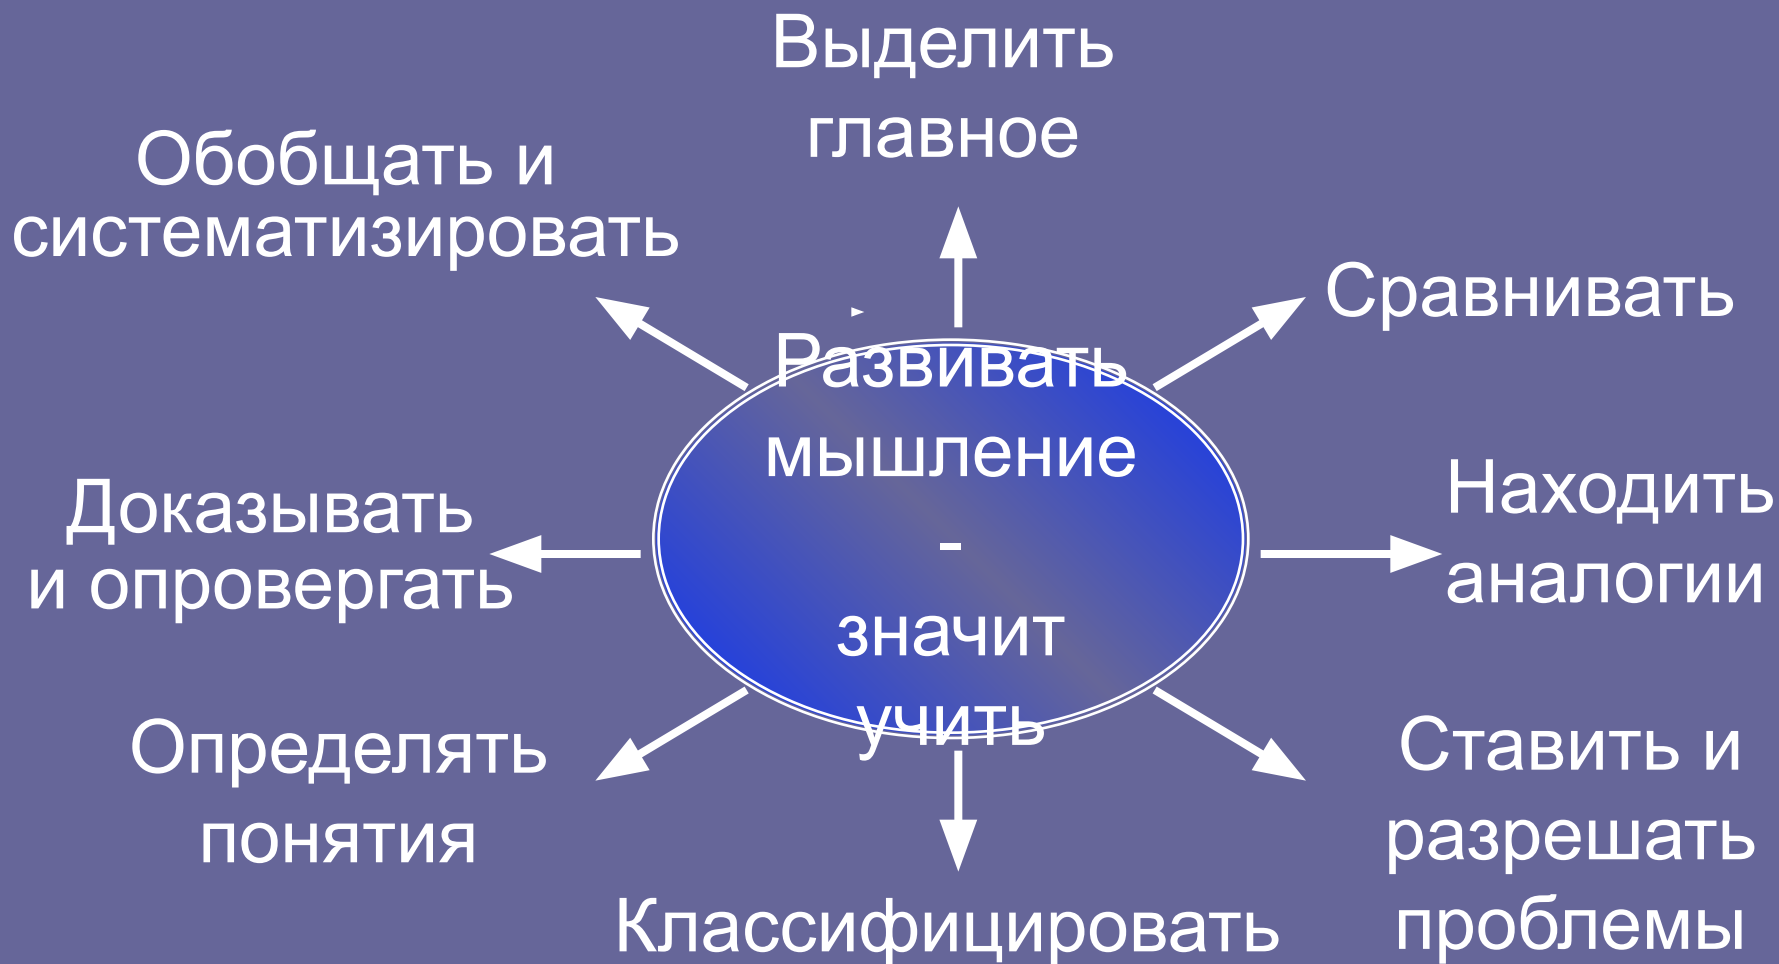 Выделить
главное
Обобщать и
систематизировать
Сравнивать
Развивать
мышление
-
значит
учить
Находить
аналогии
Доказывать
и опровергать
Определять
понятия
Ставить и
разрешать
проблемы
Классифицировать